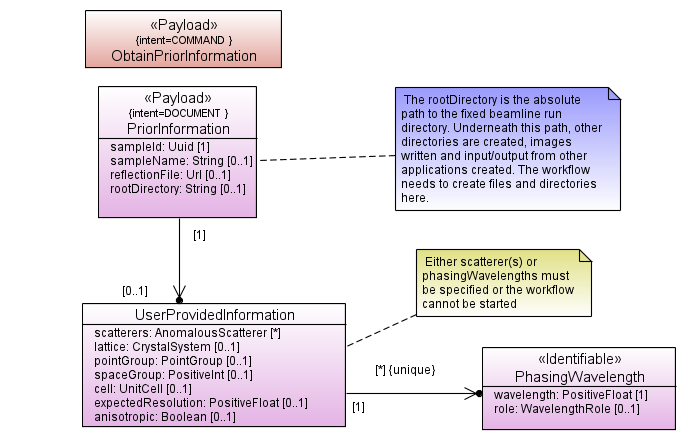 «Payload»
{intent=COMMAND }
ObtainPriorInformation
«Payload»
{intent=DOCUMENT }
PriorInformation
sampleId: Uuid [1]
sampleName: String [0..1]
reflectionFile: Url [0..1]
rootDirectory: String [0..1]
The rootDirectory is the absolute
path to the fixed beamline run
directory. Underneath this path, other
directories are created, images
written and input/output from other
applications created. The workflow
needs to create files and directories
here.
[1]
[0..1]
Either scatterer(s) or
phasingWavelengths must
be specified or the workflow
cannot be started
UserProvidedInformation
scatterers: AnomalousScatterer [*]
lattice: CrystalSystem [0..1]
pointGroup: PointGroup [0..1]
spaceGroup: PositiveInt [0..1]
cell: UnitCell [0..1]
expectedResolution: PositiveFloat [0..1]
anisotropic: Boolean [0..1]
[*] {unique}
[1]
«Identifiable»
PhasingWavelength
wavelength: PositiveFloat [1]
role: WavelengthRole [0..1]